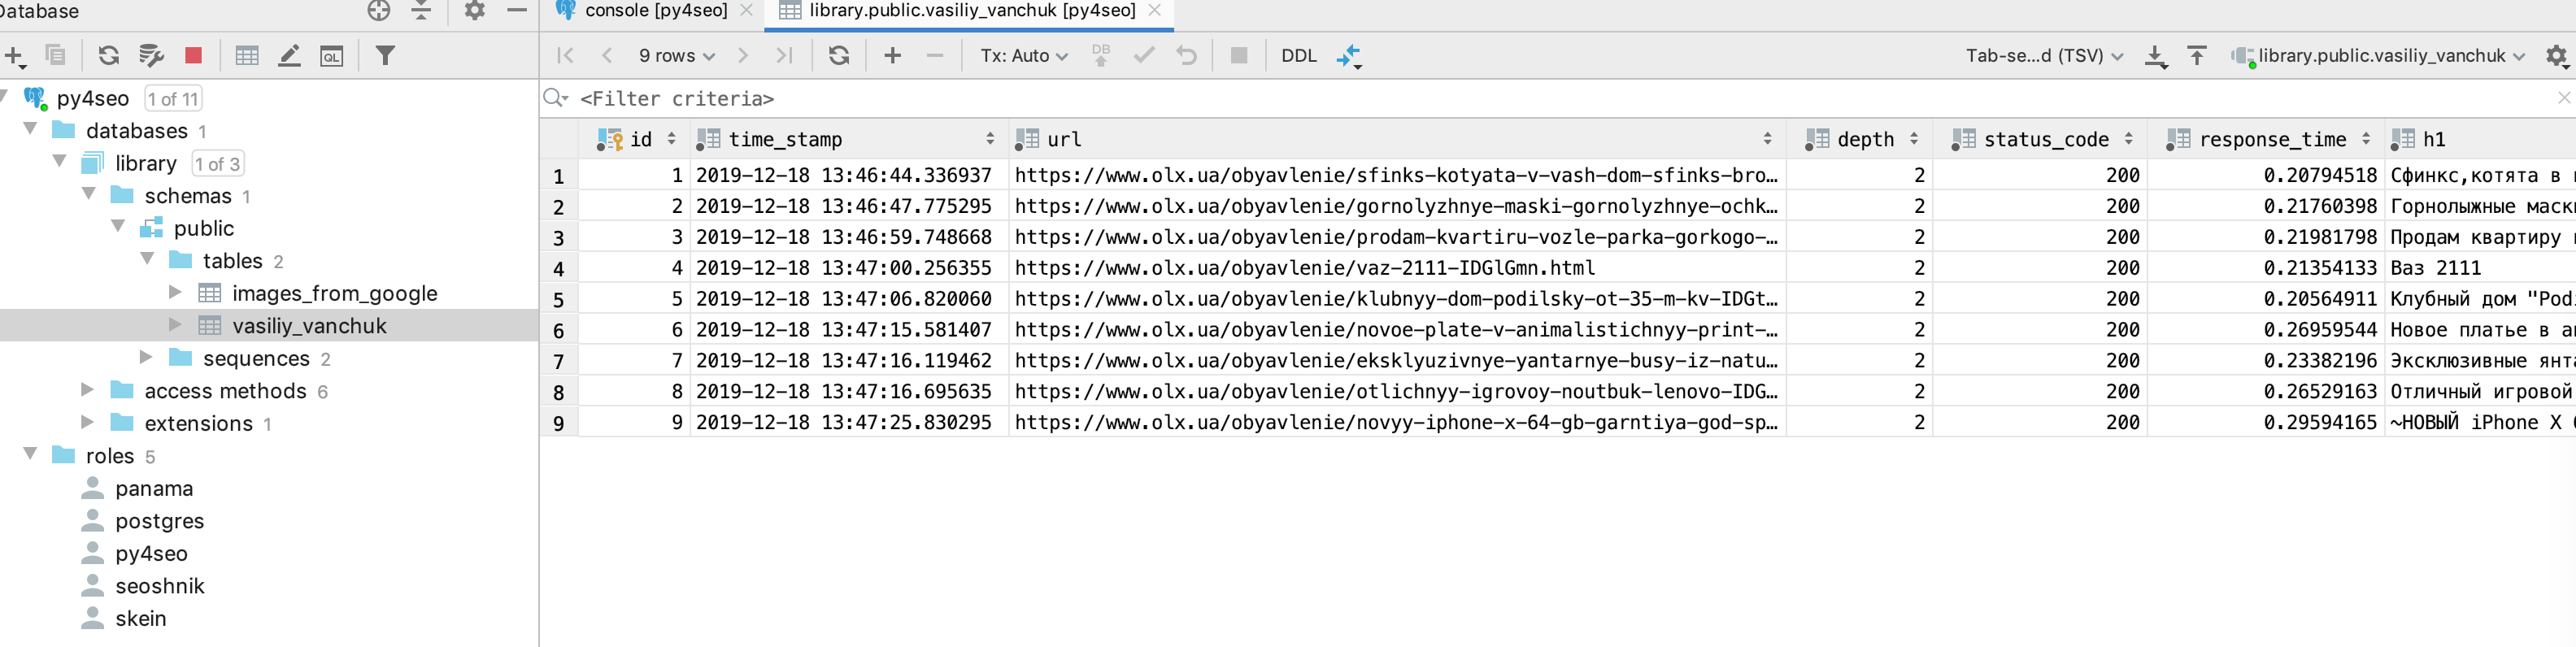 Database
console [py4seo]
library.public.vasiliy_vanchuk [py4seo]
QL
9 rows
Tx: Auto
DB
DDL
Tab-se...d (TSV)
library.public.vasiliy_vanchuk
<Filter criteria>
py4seo 1 of 11
databases 1
library 1 of 3
schemas 1
public
tables 2
images_from_google
vasiliy_vanchuk
sequences 2
access methods 6
extensions 1
roles 5
panama
postgres
py4seo
seoshnik
skein
id time_stamp url depth status_code response_time h1
1 1 2019-12-18 13:46:44.336937 https://www.olx.ua/obyavlenie/sfinks-kotyata-v-vash-dom-sfinks-bro… 2 200 0.20794518 Сфинкс,котята в
2 2 2019-12-18 13:46:47.775295 https://www.olx.ua/obyavlenie/gornolyzhnye-maski-gornolyzhnye-ochk… 2 200 0.21760398 Горнолыжные маск
3 3 2019-12-18 13:46:59.748668 https://www.olx.ua/obyavlenie/prodam-kvartiru-vozle-parka-gorkogo-… 2 200 0.21981798 Продам квартиру
4 4 2019-12-18 13:47:00.256355 https://www.olx.ua/obyavlenie/vaz-2111-IDGlGmn.html 2 200 0.21354133 Ваз 2111
5 5 2019-12-18 13:47:06.820060 https://www.olx.ua/obyavlenie/klubnyy-dom-podilsky-ot-35-m-kv-IDGt… 2 200 0.20564911 Клубный дом "Pod
6 6 2019-12-18 13:47:15.581407 https://www.olx.ua/obyavlenie/novoe-plate-v-animalistichnyy-print-… 2 200 0.26959544 Новое платье в а
7 7 2019-12-18 13:47:16.119462 https://www.olx.ua/obyavlenie/eksklyuzivnye-yantarnye-busy-iz-natu… 2 200 0.23382196 Эксклюзивные янт
8 8 2019-12-18 13:47:16.695635 https://www.olx.ua/obyavlenie/otlichnyy-igrovoy-noutbuk-lenovo-IDG… 2 200 0.26529163 Отличный игровой
9 9 2019-12-18 13:47:25.830295 https://www.olx.ua/obyavlenie/novyy-iphone-x-64-gb-garntiya-god-sp… 2 200 0.29594165 ~НОВЫЙ iPhone X